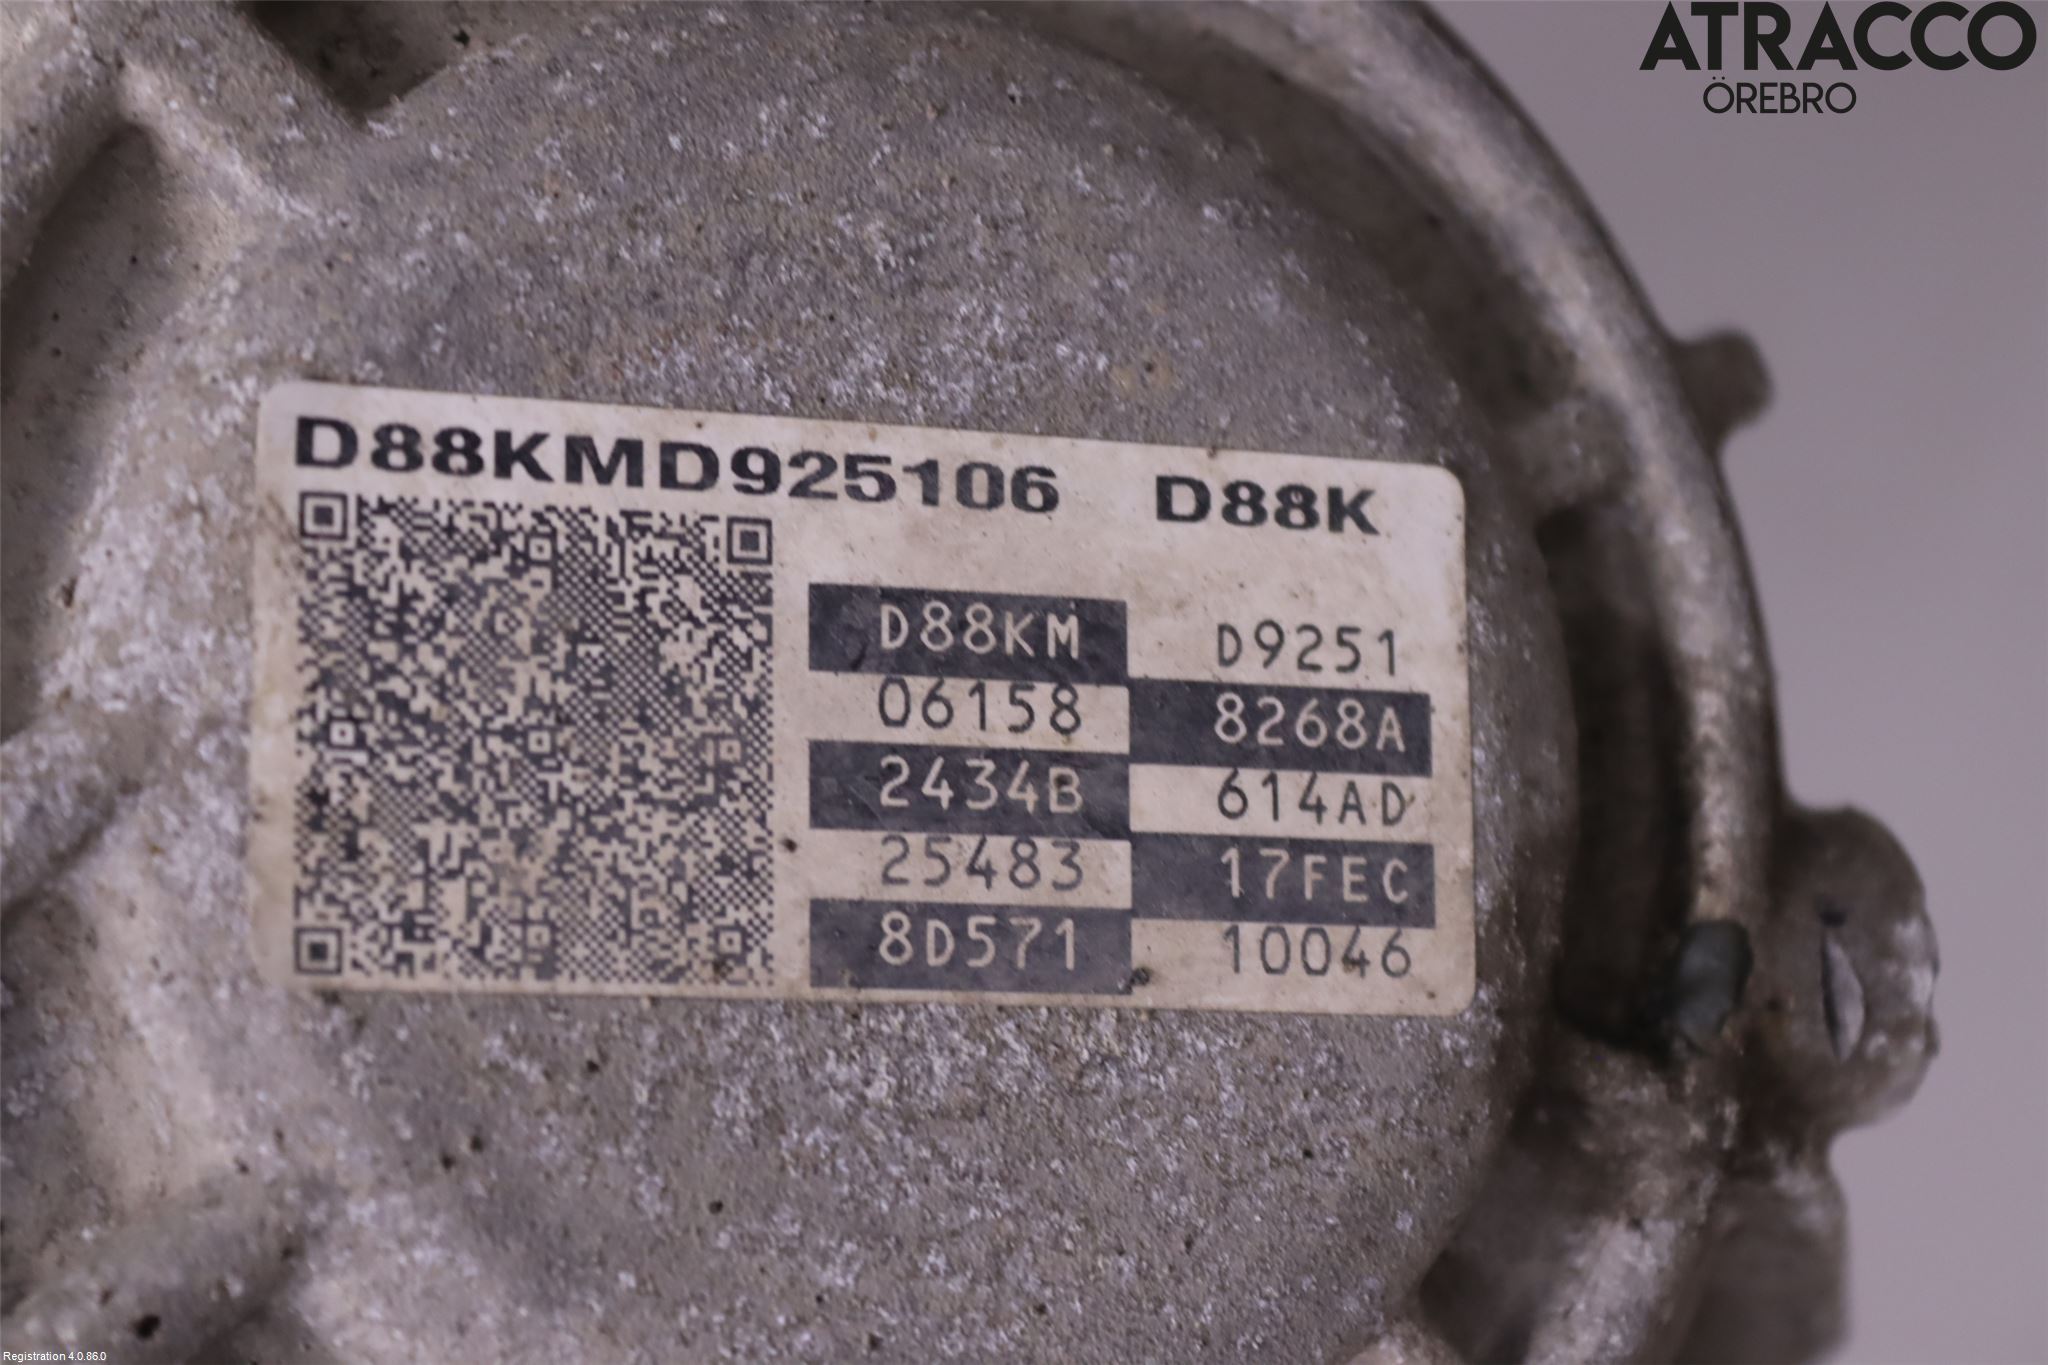 ATRACCO
ÖREBRO
D88KMD925106 D88K
D88KM D9251
06158 8268A
2434B 614AD
25483 17FEC
8D571 10046
Registration 4.0.86.0